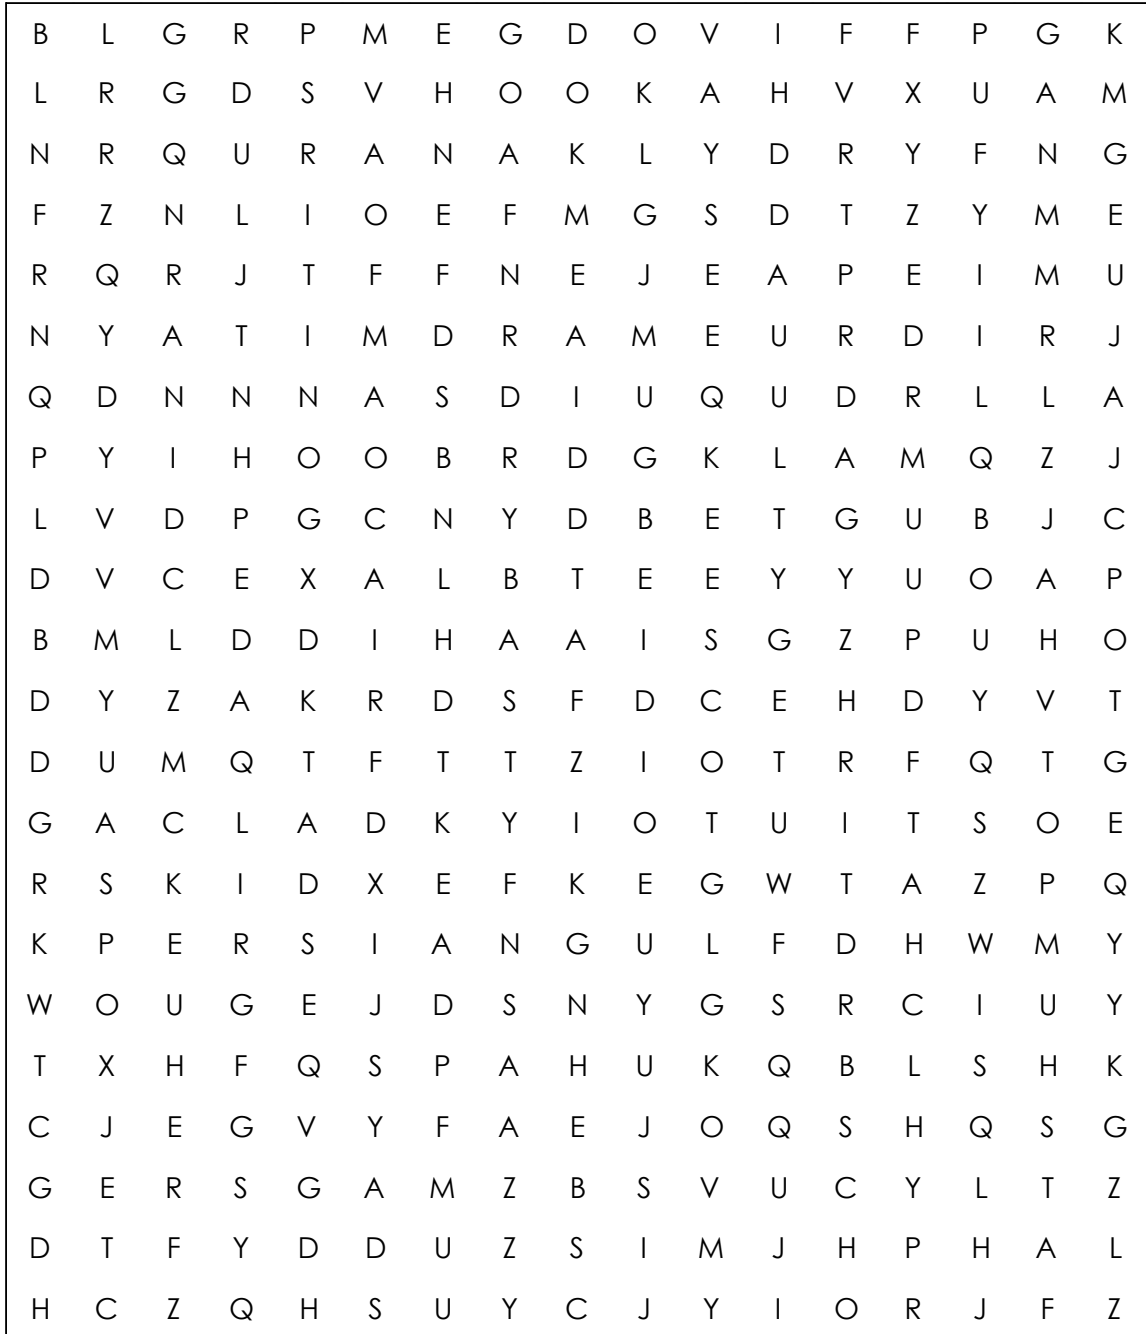 B L G R P M E G D O V I F F P G K
L R G D S V H O O K A H V X U A M
N R Q U R A N A K L Y D R Y F N G
F Z N L I O E F M G S D T Z Y M E
R Q R J T F F N E J E A P E I M U
N Y A T I M D R A M E U R D I R J
Q D N N N A S D I U Q U D R L L A
P Y I H O O B R D G K L A M Q Z J
L V D P G C N Y D B E T G U B J C
D V C E X A L B T E E Y Y U O A P
B M L D D I H A A I S G Z P U H O
D Y Z A K R D S F D C E H D Y V T
D U M Q T F T T Z I O T R F Q T G
G A C L A D K Y I O T U I T S O E
R S K I D X E F K E G W T A Z P Q
K P E R S I A N G U L F D H W M Y
W O U G E J D S N Y G S R C I U Y
T X H F Q S P A H U K Q B L S H K
C J E G V Y F A E J O Q S H Q S G
G E R S G A M Z B S V U C Y L T Z
D T F Y D D U Z S I M J H P H A L
H C Z Q H S U Y C J Y I O R J F Z